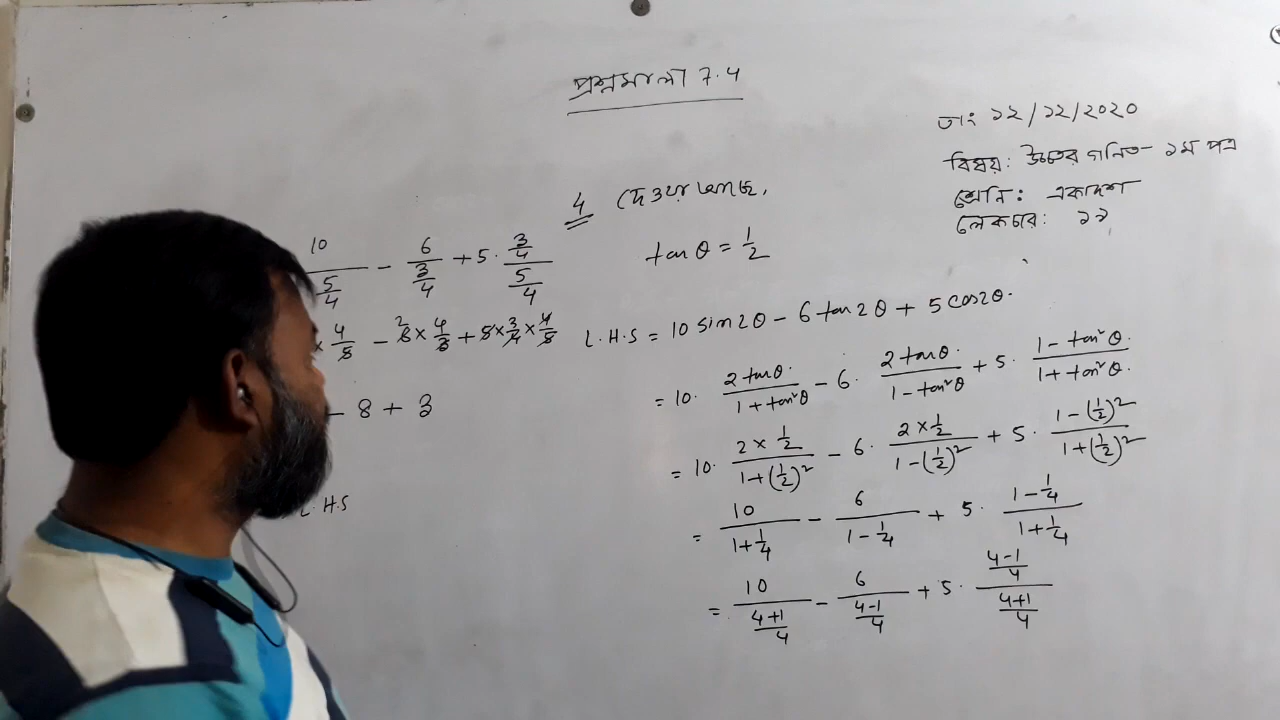 প্রশ্নমালা 7.4
তাং ১২/১২/২০২০
বিষয়: উচ্চতর গনিত- ১ম পত্র
শ্রেনি: একাদশ
লেকচার: ১১
4 দেওয়া আছে,
tan θ = 1/2
L.H.S = 10 sin2θ - 6 tan2θ + 5 cos2θ.
= 10. (2 tanθ)/(1 + tan²θ) - 6. (2 tanθ)/(1 - tan²θ) + 5. (1 - tan²θ)/(1 + tan²θ)
= 10. (2 × 1/2)/(1+(1/2)²) - 6. (2 × 1/2)/(1-(1/2)²) + 5. (1-(1/2)²)/(1+(1/2)²)
= 10/(1+1/4) - 6/(1-1/4) + 5. (1-1/4)/(1+1/4)
= 10/((4+1)/4) - 6/((4-1)/4) + 5. ((4-1)/4)/((4+1)/4)
10/(5/4) - 6/(3/4) + 5. (3/4)/(5/4)
× 4/5 - 6 × 4/3 + 5 × 3/4 × 4/5
- 8 + 3
L.H.S